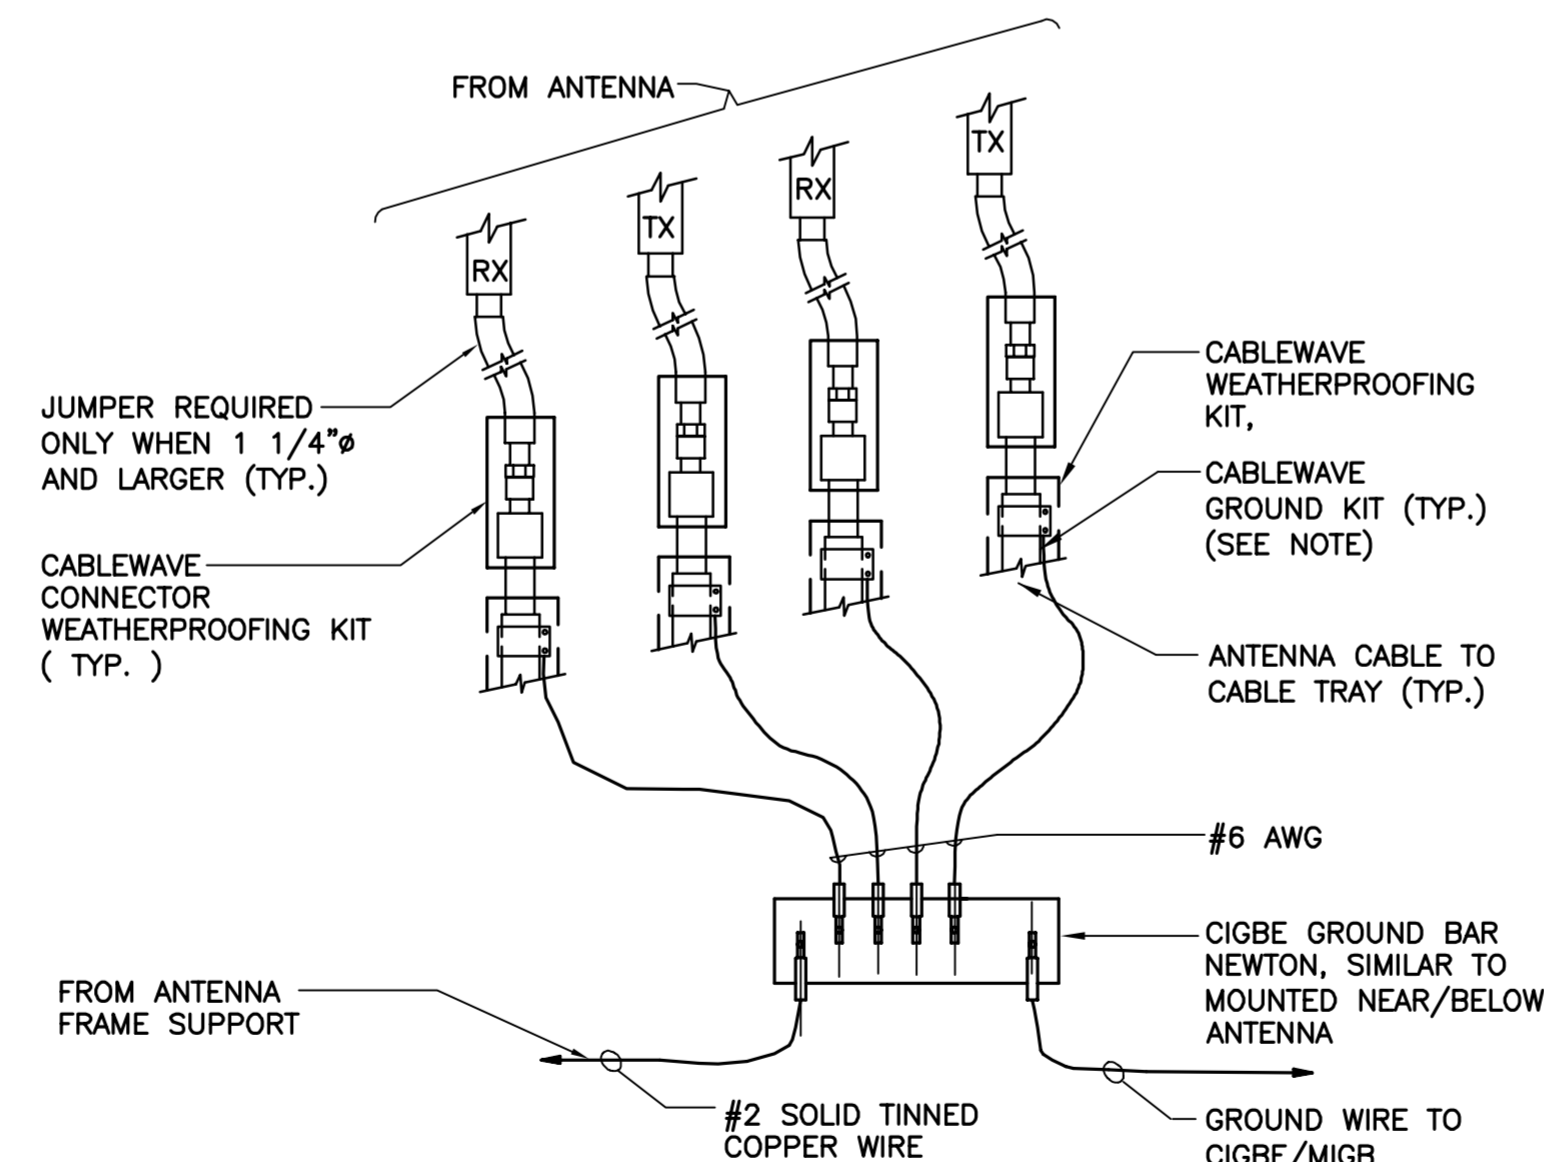 FROM ANTENNA
TX
RX
TX
RX
JUMPER REQUIRED
ONLY WHEN 1 1/4"ø
AND LARGER (TYP.)
CABLEWAVE
CONNECTOR
WEATHERPROOFING KIT
( TYP. )
CABLEWAVE
WEATHERPROOFING
KIT,
CABLEWAVE
GROUND KIT (TYP.)
(SEE NOTE)
ANTENNA CABLE TO
CABLE TRAY (TYP.)
#6 AWG
CIGBE GROUND BAR
NEWTON, SIMILAR TO
MOUNTED NEAR/BELOW
ANTENNA
FROM ANTENNA
FRAME SUPPORT
#2 SOLID TINNED
COPPER WIRE
GROUND WIRE TO
CIGBE/MIGB